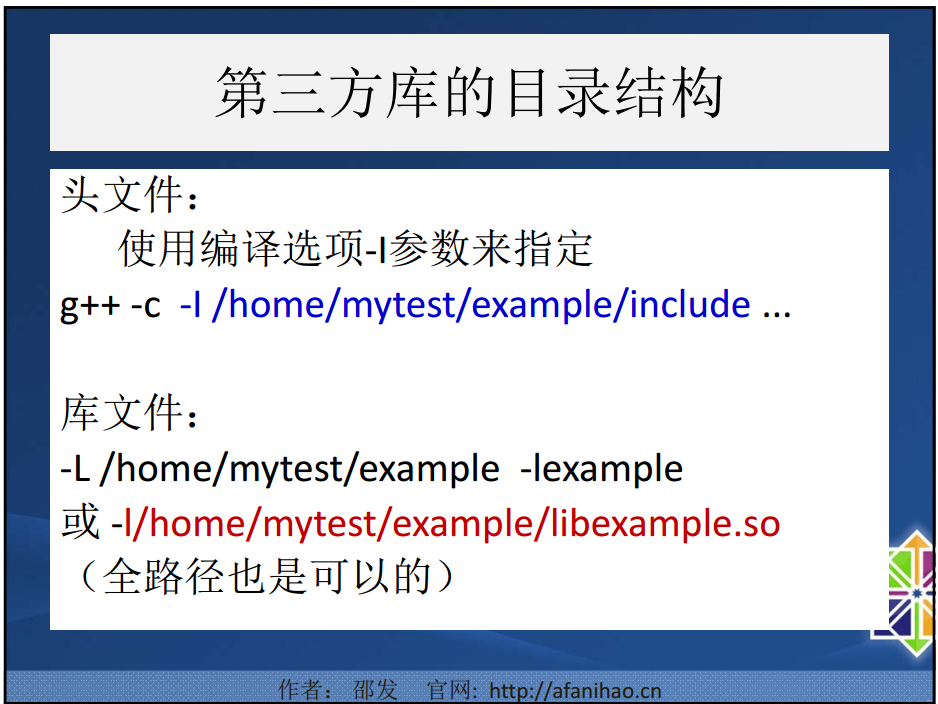 第三方库的目录结构
头文件：
使用编译选项-I参数来指定
g++ -c -I /home/mytest/example/include ...
库文件：
-L /home/mytest/example -lexample
或 -l/home/mytest/example/libexample.so
（全路径也是可以的）
作者： 邵发 官网: http://afanihao.cn